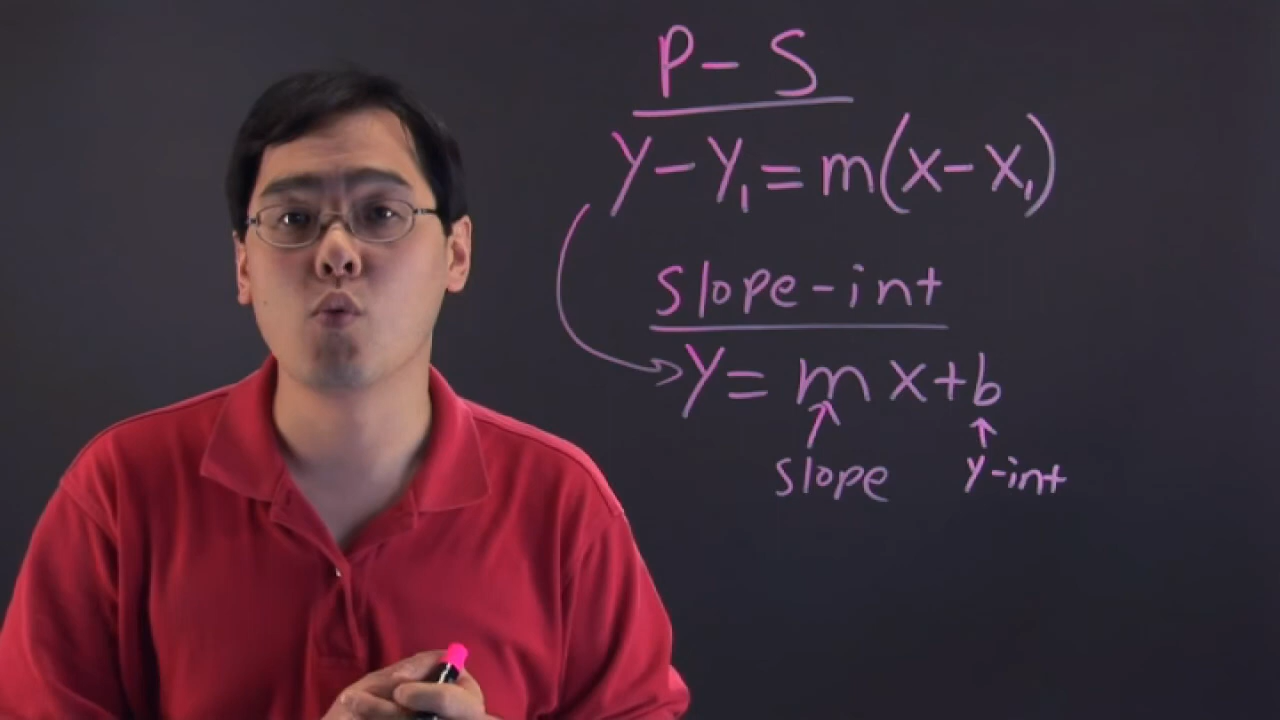 P-S
y-y₁=m(x-x₁)
slope-int
y=mx+b
slope y-int